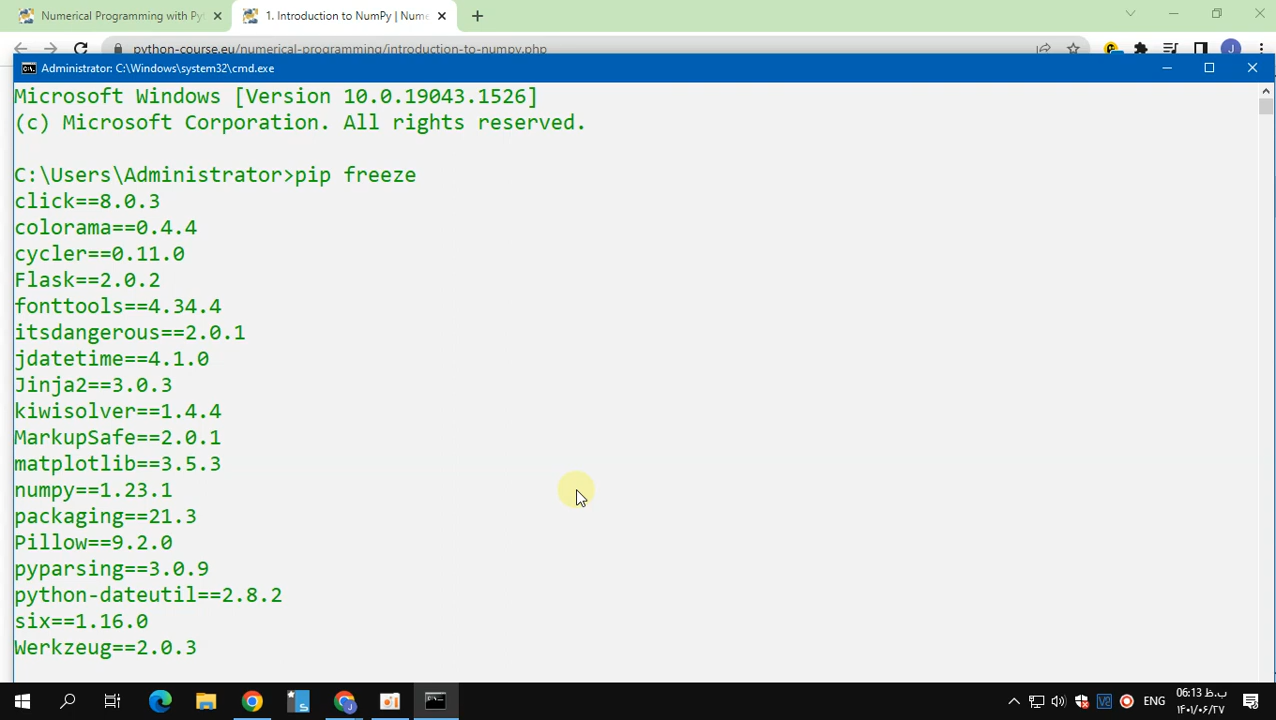 Numerical Programming with Py
1. Introduction to NumPy | Nume
python-course.eu/numerical-programming/introduction-to-numpy.php
J
Administrator: C:\Windows\system32\cmd.exe
Microsoft Windows [Version 10.0.19043.1526]
(c) Microsoft Corporation. All rights reserved.
C:\Users\Administrator>pip freeze
click==8.0.3
colorama==0.4.4
cycler==0.11.0
Flask==2.0.2
fonttools==4.34.4
itsdangerous==2.0.1
jdatetime==4.1.0
Jinja2==3.0.3
kiwisolver==1.4.4
MarkupSafe==2.0.1
matplotlib==3.5.3
numpy==1.23.1
packaging==21.3
Pillow==9.2.0
pyparsing==3.0.9
python-dateutil==2.8.2
six==1.16.0
Werkzeug==2.0.3
ENG
06:13 ب.ظ
۱۴۰۱/۰۶/۲۷